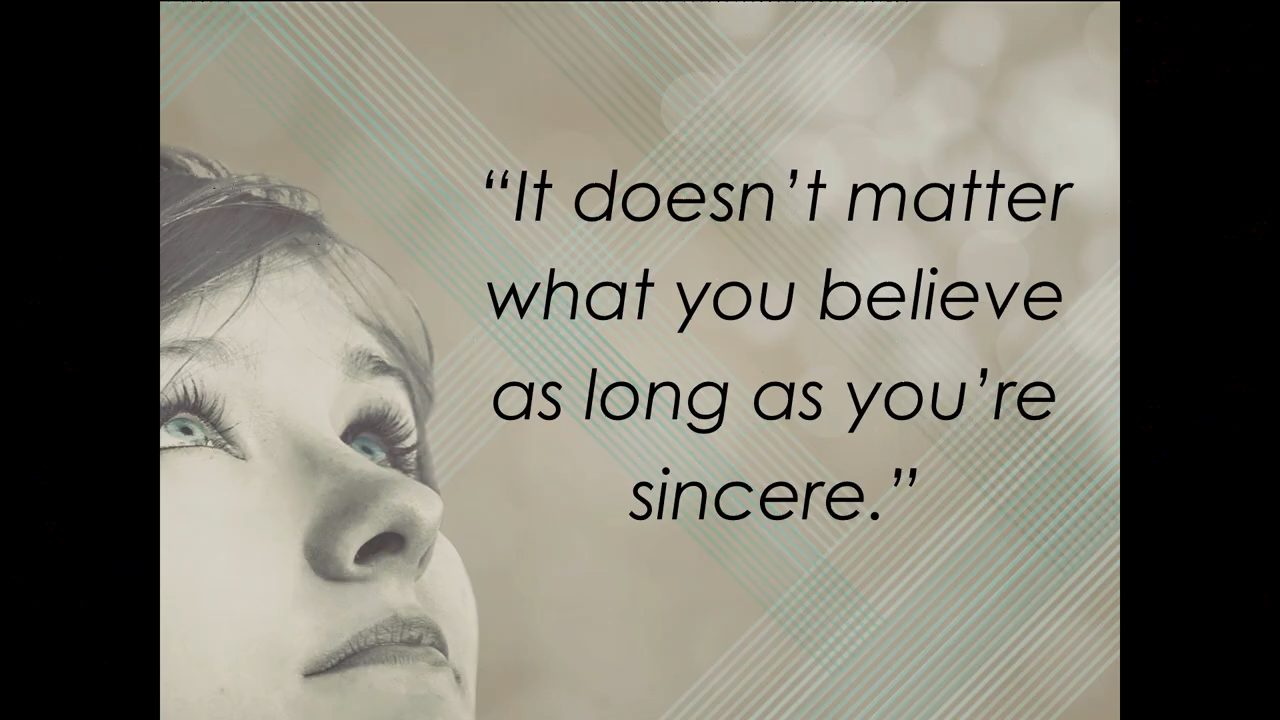 “It doesn’t matter
what you believe
as long as you’re
sincere.”